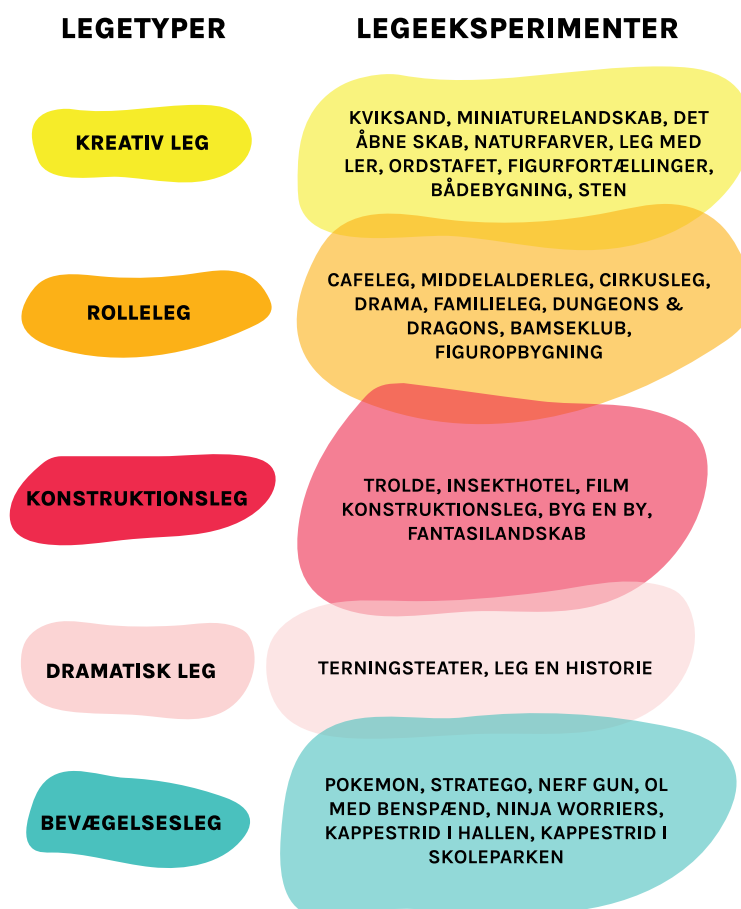 LEGETYPER
LEGEEKSPERIMENTER
KREATIV LEG
KVIKSAND, MINIATURELANDSKAB, DET
ÅBNE SKAB, NATURFARVER, LEG MED
LER, ORDSTAFET, FIGURFORTÆLLINGER,
BÅDEBYGNING, STEN
ROLLELEG
CAFELEG, MIDDELALDERLEG, CIRKUSLEG,
DRAMA, FAMILIELEG, DUNGEONS &
DRAGONS, BAMSEKLUB,
FIGUROPBYGNING
KONSTRUKTIONSLEG
TROLDE, INSEKTHOTEL, FILM
KONSTRUKTIONSLEG, BYG EN BY,
FANTASILANDSKAB
DRAMATISK LEG
TERNINGSTEATER, LEG EN HISTORIE
BEVÆGELSESLEG
POKEMON, STRATEGO, NERF GUN, OL
MED BENSPÆND, NINJA WORRIERS,
KAPPESTRID I HALLEN, KAPPESTRID I
SKOLEPARKEN